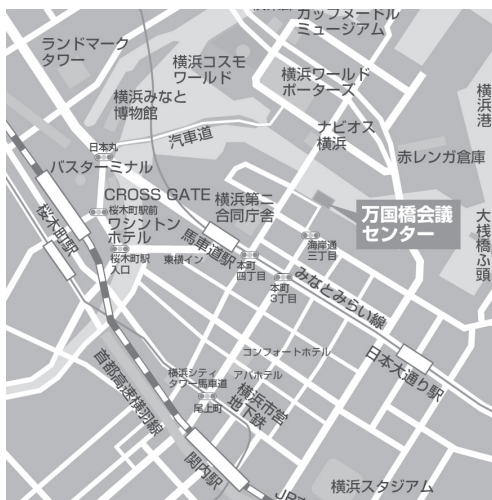 カップメードル
ミュージアム
ランドマーク
タワー
横浜コスモ
ワールド
横浜ワールド
ポーターズ
横浜みなと
博物館
横浜港
汽車道
ナビオス
横浜
赤レンガ倉庫
日本丸
バスターミナル
CROSS GATE
桜木町駅前
横浜第二
合同庁舎
万国橋会議
センター
大桟橋ふ頭
桜木町駅
ワシントン
ホテル
馬車道駅
海岸通
三丁目
桜木町駅
入口
東横イン
本町
四丁目
本町
3丁目
みなとみらい線
日本大通り駅
コンフォートホテル
横浜シティ
タワー馬車道
アパホテル
横浜市営
地下鉄
尾上町
首都高速横羽線
関内駅
横浜スタジアム